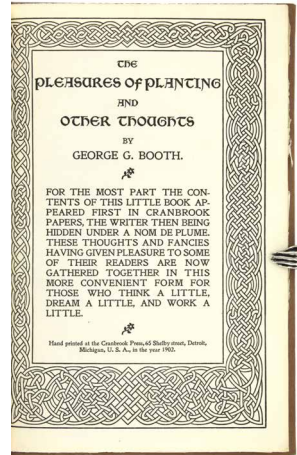 THE
PLEASURES OF PLANTING
AND
OTHER THOUGHTS
BY
GEORGE G. BOOTH.
FOR THE MOST PART THE CON-
TENTS OF THIS LITTLE BOOK AP-
PEARED FIRST IN CRANBROOK
PAPERS, THE WRITER THEN BEING
HIDDEN UNDER A NOM DE PLUME.
THESE THOUGHTS AND FANCIES
HAVING GIVEN PLEASURE TO SOME
OF THEIR READERS ARE NOW
GATHERED TOGETHER IN THIS
MORE CONVENIENT FORM FOR
THOSE WHO THINK A LITTLE,
DREAM A LITTLE, AND WORK A
LITTLE.
Hand printed at the Cranbrook Press, 65 Shelby street, Detroit,
Michigan, U. S. A., in the year 1902.